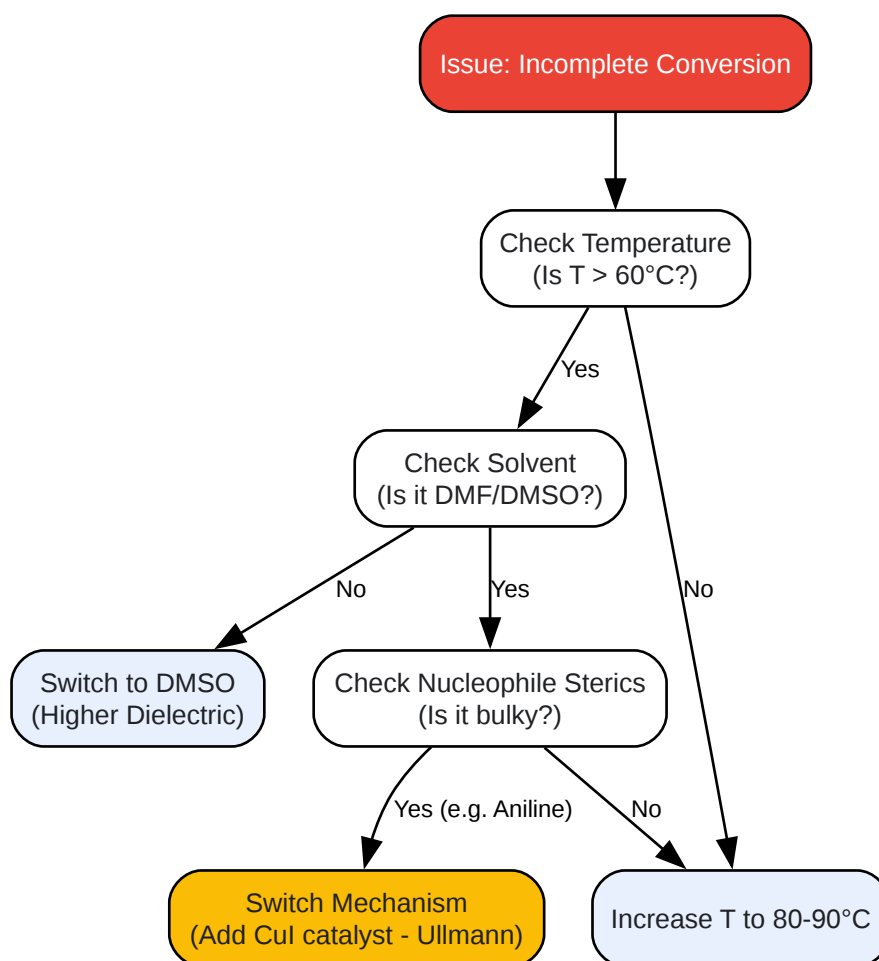 Issue: Incomplete Conversion
Check Temperature
(Is T > 60°C?)
Yes
Check Solvent
(Is it DMF/DMSO?)
No
Yes
No
Switch to DMSO
(Higher Dielectric)
Check Nucleophile Sterics
(Is it bulky?)
Yes (e.g. Aniline)
No
Switch Mechanism
(Add CuI catalyst - Ullmann)
Increase T to 80-90°C